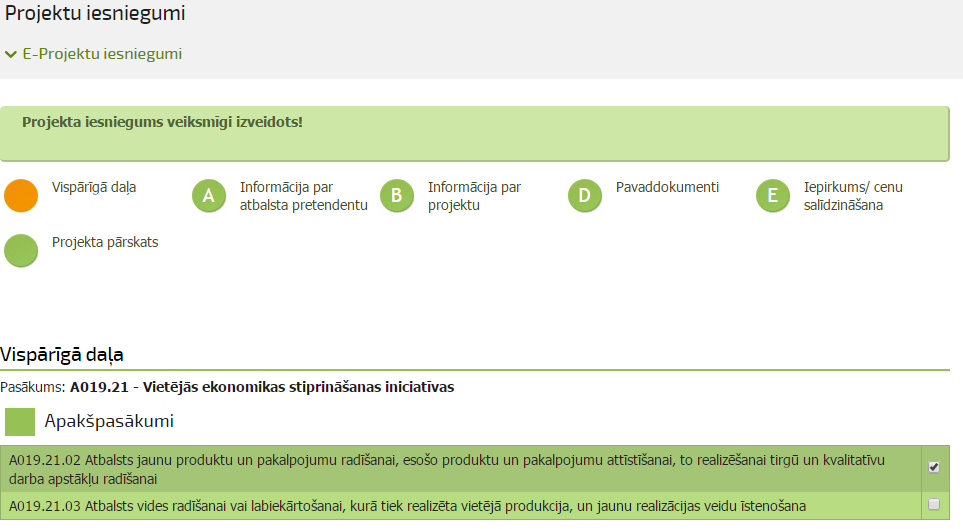 Projektu iesniegumi
E-Projektu iesniegumi
Projekta iesniegums veiksmīgi izveidots!
Vispārīgā daļa
A
Informācija par
atbalsta pretendentu
B
Informācija par
projektu
D
Pavaddokumenti
E
Iepirkums/ cenu
salīdzināšana
Projekta pārskats
Vispārīgā daļa
Pasākums: A019.21 - Vietējās ekonomikas stiprināšanas iniciatīvas
Apakšpasākumi
A019.21.02 Atbalsts jaunu produktu un pakalpojumu radīšanai, esošo produktu un pakalpojumu attīstīšanai, to realizēšanai tirgū un kvalitatīvu
darba apstākļu radīšanai
A019.21.03 Atbalsts vides radīšanai vai labiekārtošanai, kurā tiek realizēta vietējā produkcija, un jaunu realizācijas veidu īstenošana